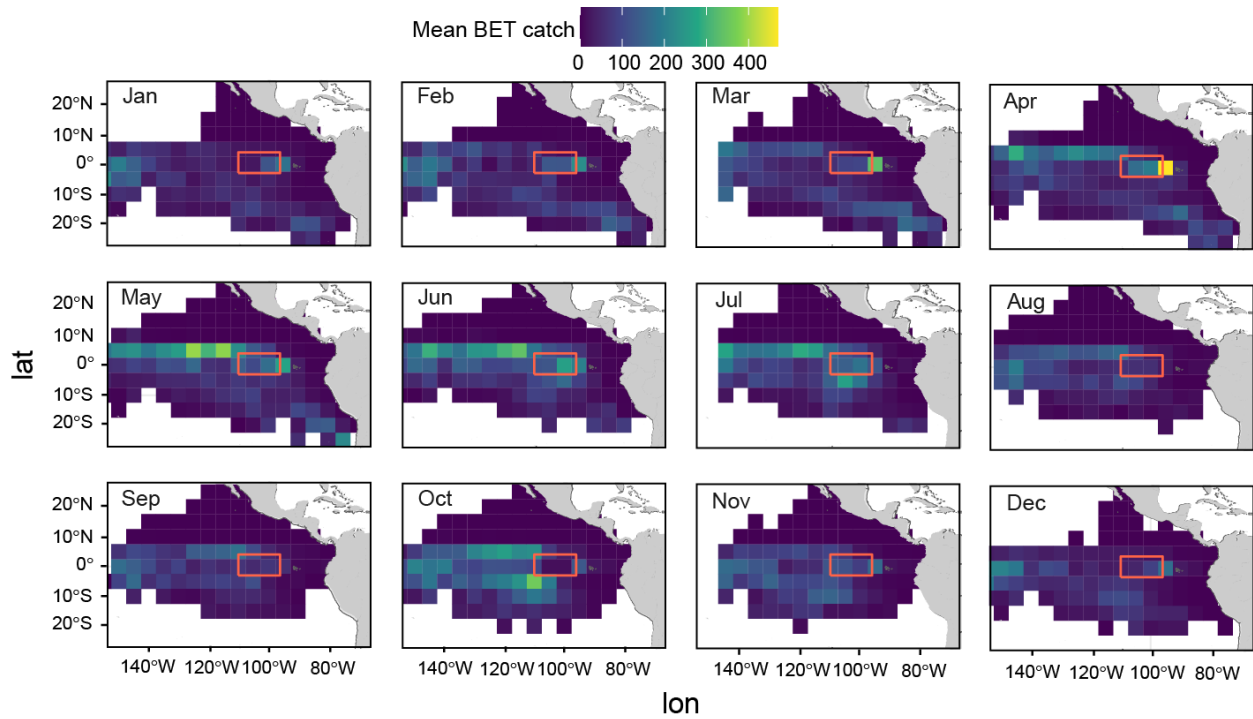 Mean BET catch
0 100 200 300 400
Jan Feb Mar Apr
20°N
10°N
0°
10°S
20°S
May Jun Jul Aug
20°N
10°N
0°
10°S
20°S
lat
Sep Oct Nov Dec
20°N
10°N
0°
10°S
20°S
140°W 120°W 100°W 80°W 140°W 120°W 100°W 80°W 140°W 120°W 100°W 80°W 140°W 120°W 100°W 80°W
lon